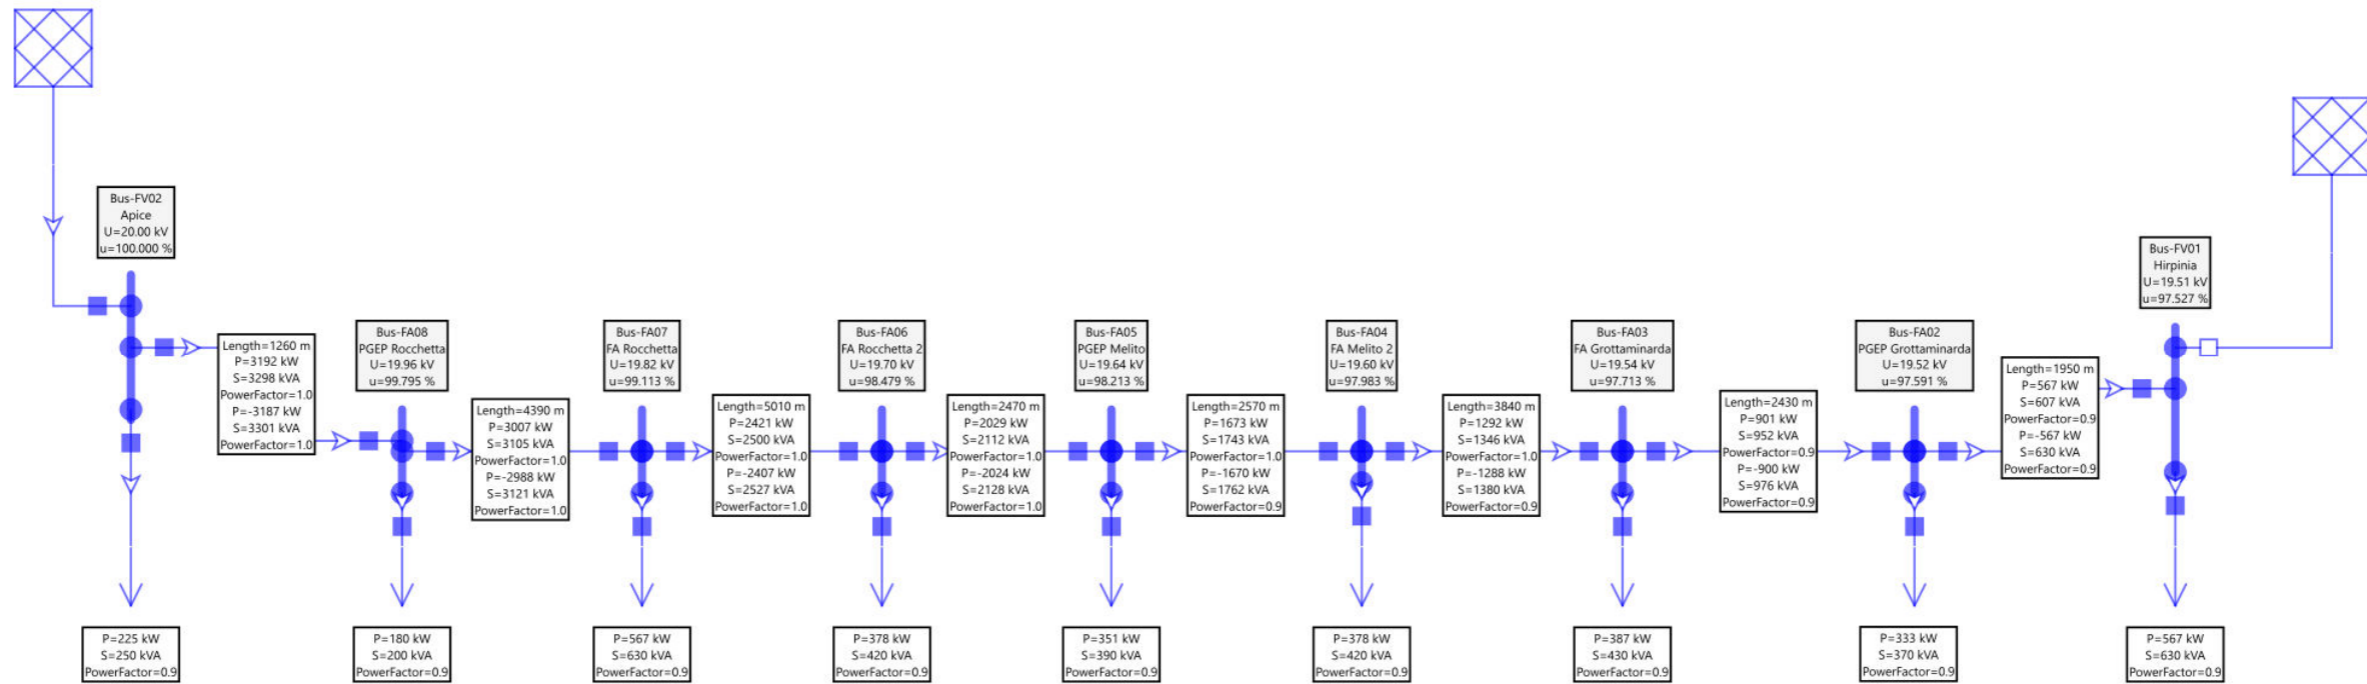 Bus-FV02
Apice
U=20.00 kV
u=100.000 %
Length=1260 m
P=3192 kW
S=3298 kVA
PowerFactor=1.0
P=-3187 kW
S=3301 kVA
PowerFactor=1.0
Bus-FA08
PGEP Rocchetta
U=19.96 kV
u=99.795 %
Length=4390 m
P=3007 kW
S=3105 kVA
PowerFactor=1.0
P=-2988 kW
S=3121 kVA
PowerFactor=1.0
Bus-FA07
FA Rocchetta
U=19.82 kV
u=99.113 %
Length=5010 m
P=2421 kW
S=2500 kVA
PowerFactor=1.0
P=-2407 kW
S=2527 kVA
PowerFactor=1.0
Bus-FA06
FA Rocchetta 2
U=19.70 kV
u=98.479 %
Length=2470 m
P=2029 kW
S=2112 kVA
PowerFactor=1.0
P=-2024 kW
S=2128 kVA
PowerFactor=1.0
Bus-FA05
PGEP Melito
U=19.64 kV
u=98.213 %
Length=2570 m
P=1673 kW
S=1743 kVA
PowerFactor=1.0
P=-1670 kW
S=1762 kVA
PowerFactor=0.9
Bus-FA04
FA Melito 2
U=19.60 kV
u=97.983 %
Length=3840 m
P=1292 kW
S=1346 kVA
PowerFactor=1.0
P=-1288 kW
S=1380 kVA
PowerFactor=0.9
Bus-FA03
FA Grottaminarda
U=19.54 kV
u=97.713 %
Length=2430 m
P=901 kW
S=952 kVA
PowerFactor=0.9
P=-900 kW
S=976 kVA
PowerFactor=0.9
Bus-FA02
PGEP Grottaminarda
U=19.52 kV
u=97.591 %
Length=1950 m
P=567 kW
S=607 kVA
PowerFactor=0.9
P=-567 kW
S=630 kVA
PowerFactor=0.9
Bus-FV01
Hirpinia
U=19.51 kV
u=97.527 %
P=225 kW
S=250 kVA
PowerFactor=0.9
P=180 kW
S=200 kVA
PowerFactor=0.9
P=567 kW
S=630 kVA
PowerFactor=0.9
P=378 kW
S=420 kVA
PowerFactor=0.9
P=351 kW
S=390 kVA
PowerFactor=0.9
P=378 kW
S=420 kVA
PowerFactor=0.9
P=387 kW
S=430 kVA
PowerFactor=0.9
P=333 kW
S=370 kVA
PowerFactor=0.9
P=567 kW
S=630 kVA
PowerFactor=0.9